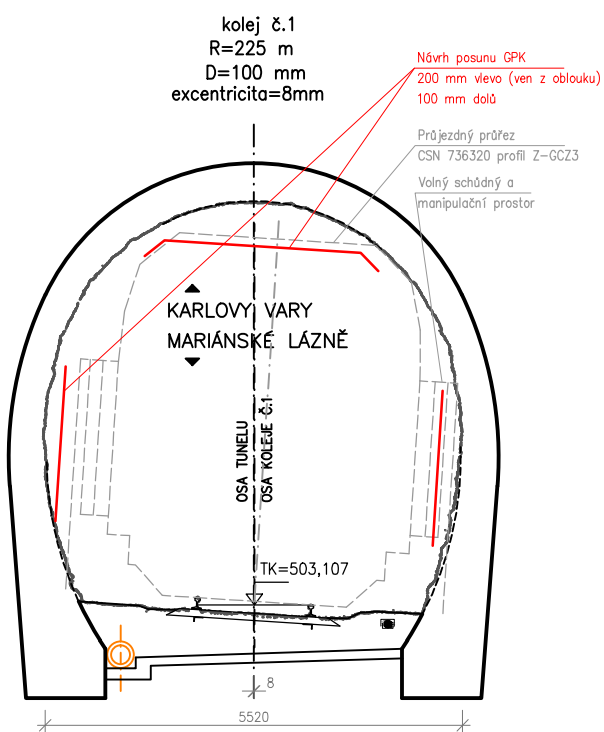 kolej č.1
R=225 m
D=100 mm
excentricita=8mm
Návrh posunu GPK
200 mm vlevo (ven z oblouku)
100 mm dolů
Průjezdný průřez
CSN 736320 profil Z-GCZ3
Volný schůdný a
manipulační prostor
KARLOVY VARY
MARIÁNSKÉ LÁZNĚ
OSA TUNELU
OSA KOLEJE č.1
TK=503,107
8
5520